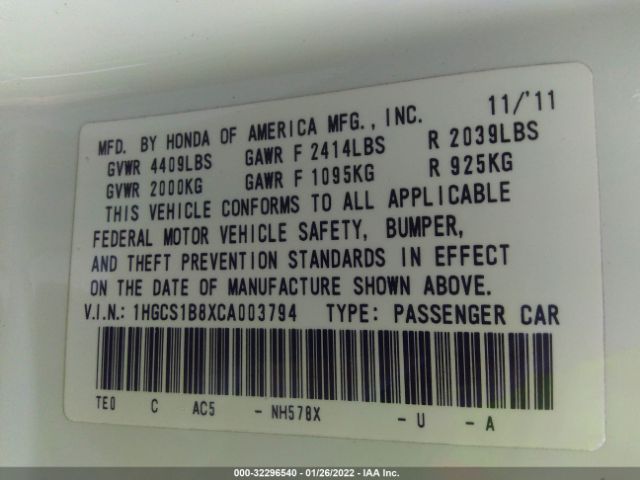 11/'11
MFD. BY HONDA OF AMERICA MFG., INC.
GVWR 4409LBS GAWR F 2414LBS R 2039LBS
GVWR 2000KG GAWR F 1095KG R 925KG
THIS VEHICLE CONFORMS TO ALL APPLICABLE
FEDERAL MOTOR VEHICLE SAFETY, BUMPER,
AND THEFT PREVENTION STANDARDS IN EFFECT
ON THE DATE OF MANUFACTURE SHOWN ABOVE.
V.I.N.: 1HGCS1B8XCA003794 TYPE: PASSENGER CAR
TE0 C AC5 - NH578X - U - A
000-32296540 - 01/26/2022 - IAA Inc.